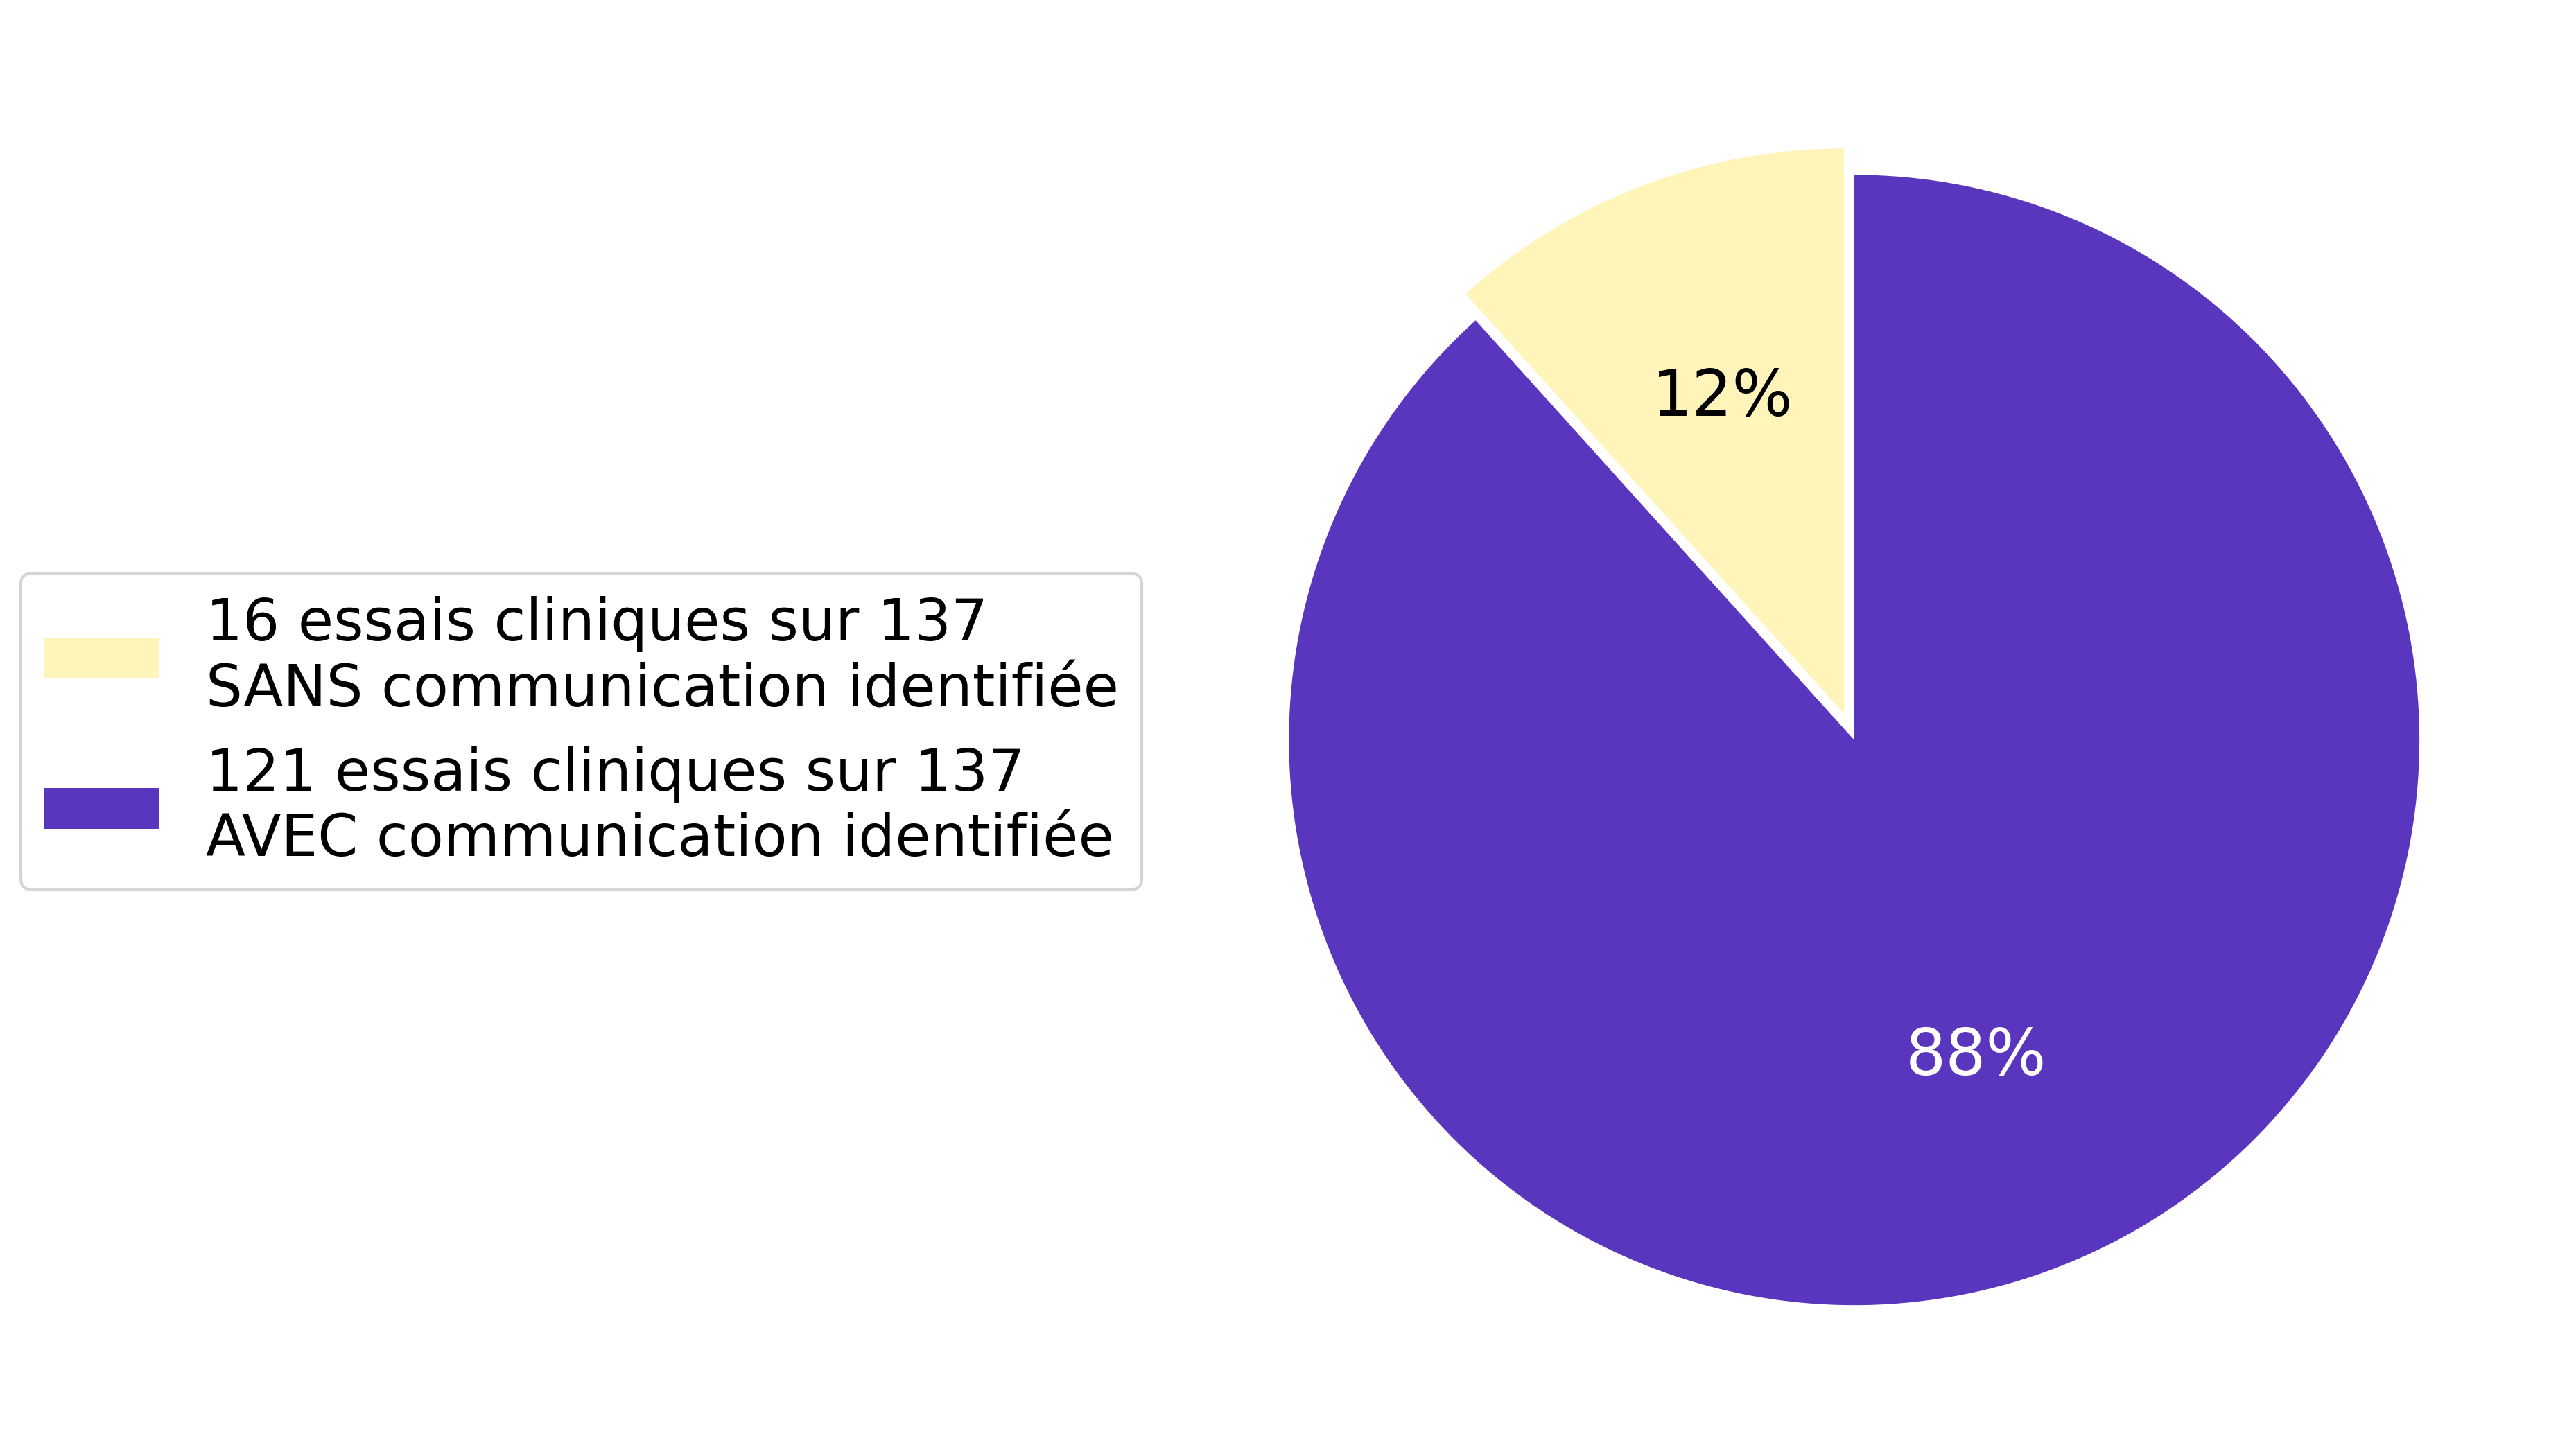 16 essais cliniques sur 137
SANS communication identifiée
121 essais cliniques sur 137
AVEC communication identifiée
12%
88%